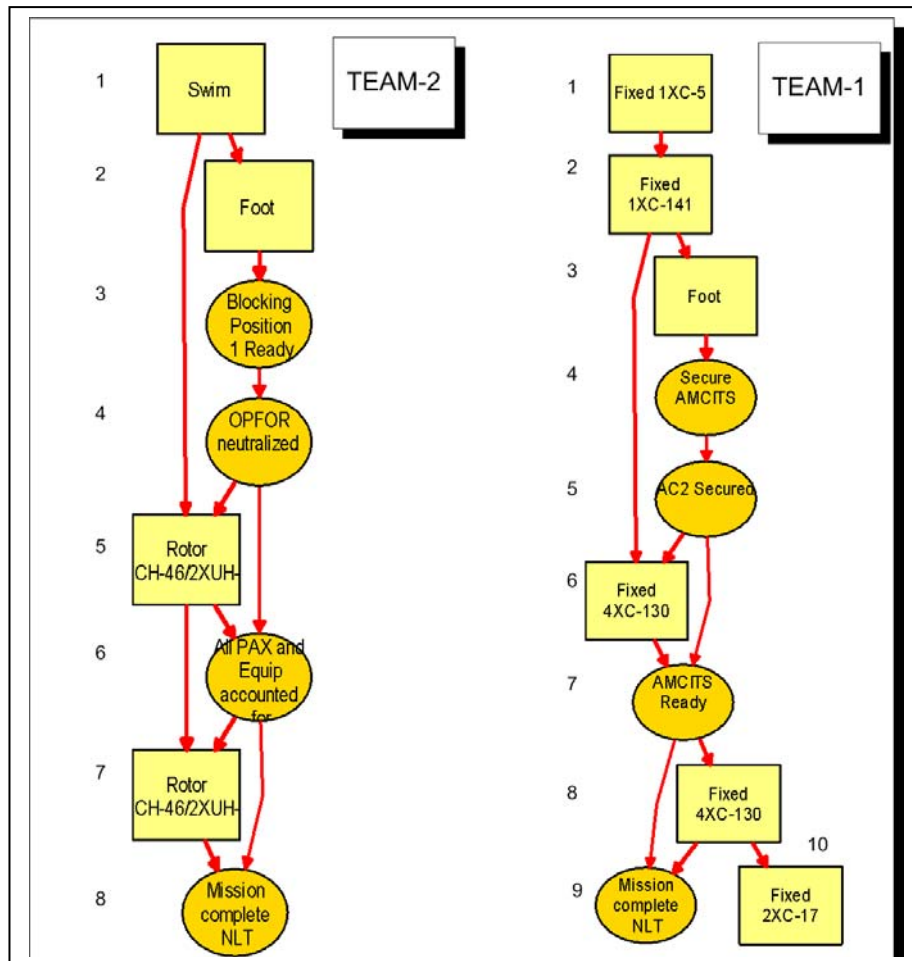 TEAM-2
1
Swim
2
Foot
3
Blocking
Position
1 Ready
4
OPFOR
neutralized
5
Rotor
CH-46/2XUH-
6
All PAX and
Equip
accounted
for
7
Rotor
CH-46/2XUH-
8
Mission
complete
NLT
TEAM-1
1
Fixed 1XC-5
2
Fixed
1XC-141
3
Foot
4
Secure
AMCITS
5
AC2 Secured
6
Fixed
4XC-130
7
AMCITS
Ready
8
Fixed
4XC-130
9
Mission
complete
NLT
10
Fixed
2XC-17